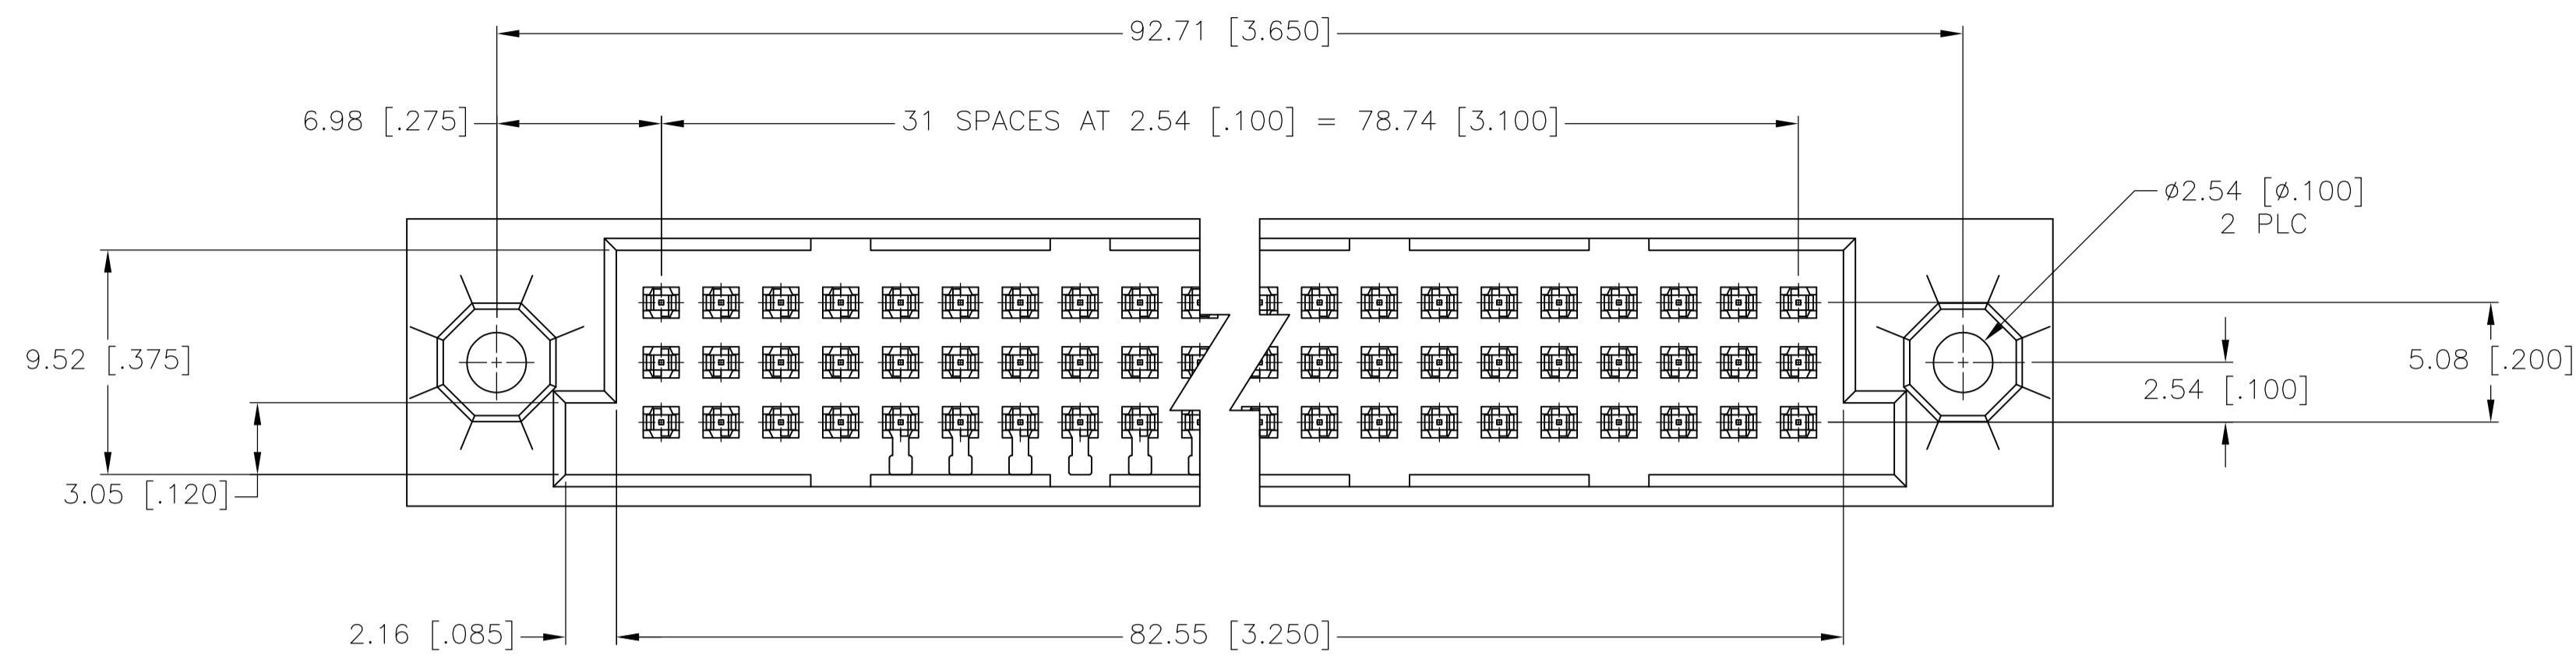 92.71 [3.650]
6.98 [.275]
31 SPACES AT 2.54 [.100] = 78.74 [3.100]
ø2.54 [ø.100]
2 PLC
9.52 [.375]
5.08 [.200]
2.54 [.100]
3.05 [.120]
2.16 [.085]
82.55 [3.250]